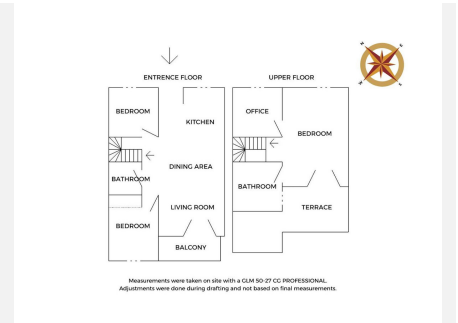 ENTRENCE FLOOR
UPPER FLOOR
BEDROOM
KITCHEN
DINING AREA
BATHROOM
LIVING ROOM
BEDROOM
BALCONY
OFFICE
BEDROOM
BATHROOM
TERRACE
Measurements were taken on site with a GLM 50-27 CG PROFESSIONAL.
Adjustments were done during drafting and not based on final measurements.